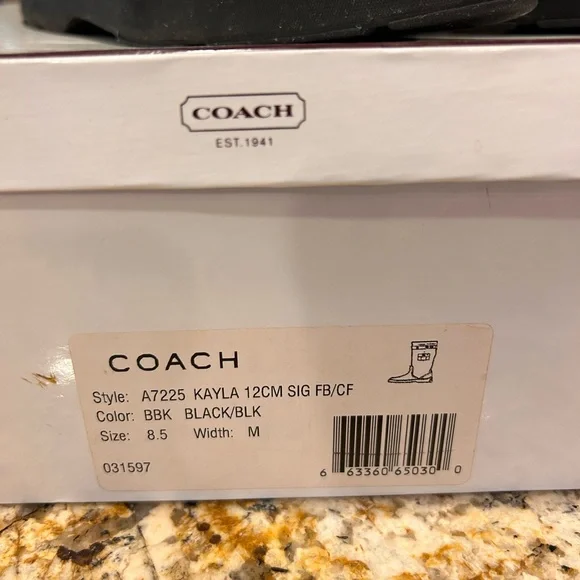 COACH
EST. 1941
COACH
Style: A7225 KAYLA 12CM SIG FB/CF
Color: BBK BLACK/BLK
Size: 8.5 Width: M
031597
6 63360 65030 0